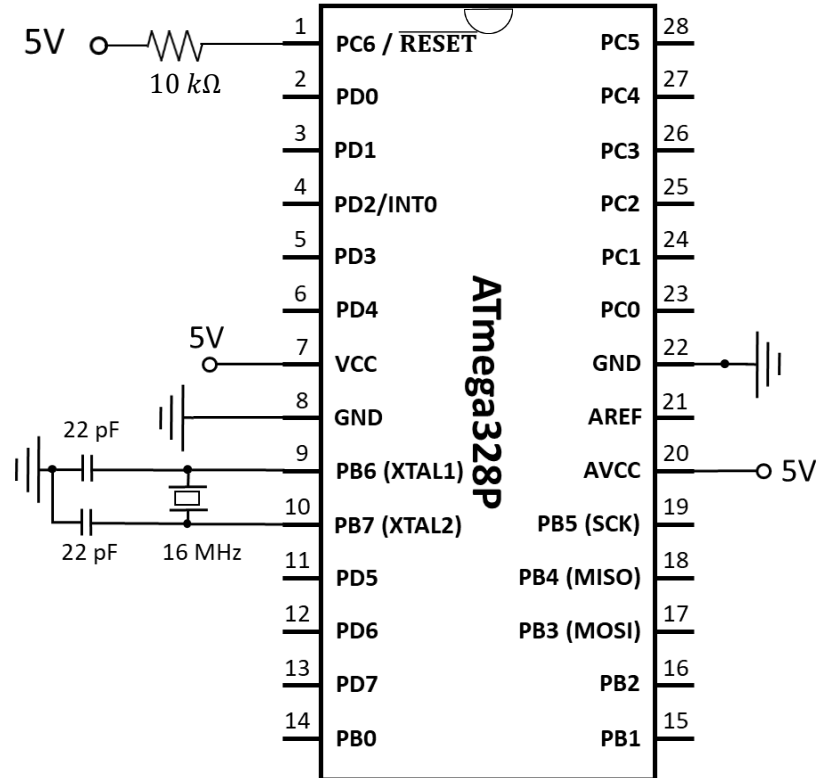 5V
10 kΩ
1 PC6 / RESET
2 PD0
3 PD1
4 PD2/INT0
5 PD3
6 PD4
5V
7 VCC
8 GND
22 pF
9 PB6 (XTAL1)
10 PB7 (XTAL2)
22 pF
16 MHz
11 PD5
12 PD6
13 PD7
14 PB0
ATmega328P
28 PC5
27 PC4
26 PC3
25 PC2
24 PC1
23 PC0
22 GND
21 AREF
20 AVCC
5V
19 PB5 (SCK)
18 PB4 (MISO)
17 PB3 (MOSI)
16 PB2
15 PB1